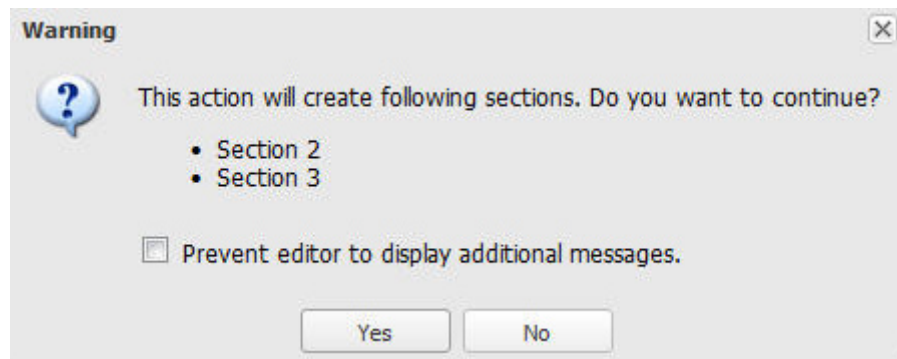 Warning
This action will create following sections. Do you want to continue?
• Section 2
• Section 3
Prevent editor to display additional messages.
Yes
No